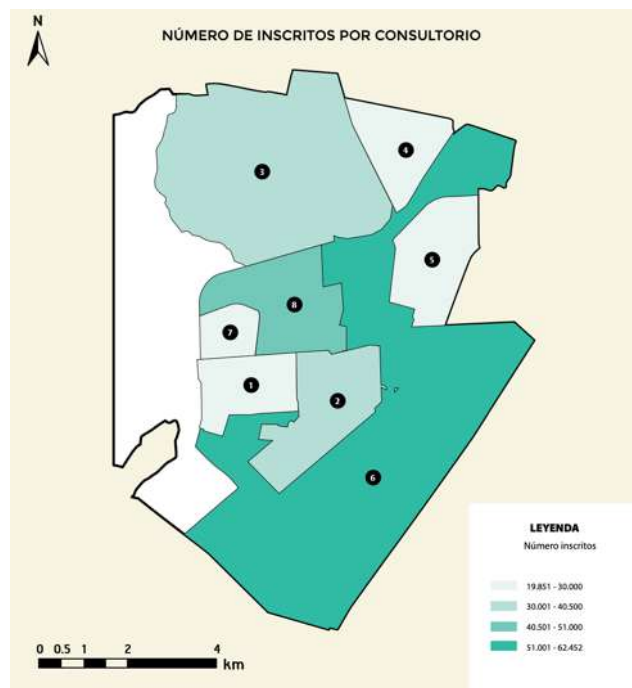 N
NÚMERO DE INSCRITOS POR CONSULTORIO
4
3
5
8
7
1
2
6
LEYENDA
Número inscritos
19.851 - 30.000
30.001 - 40.500
40.501 - 51.000
51.001 - 62.452
0 0.5 1 2 4
km